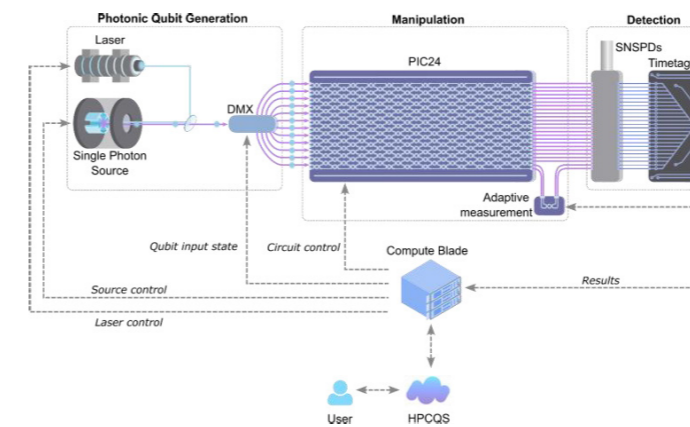 Photonic Qubit Generation
Manipulation
Detection
Laser
PIC24
SNSPDs
Timetag
DMX
Single Photon
Source
Adaptive
measurement
Qubit input state
Circuit control
Compute Blade
Source control
Results
Laser control
User
HPCQS